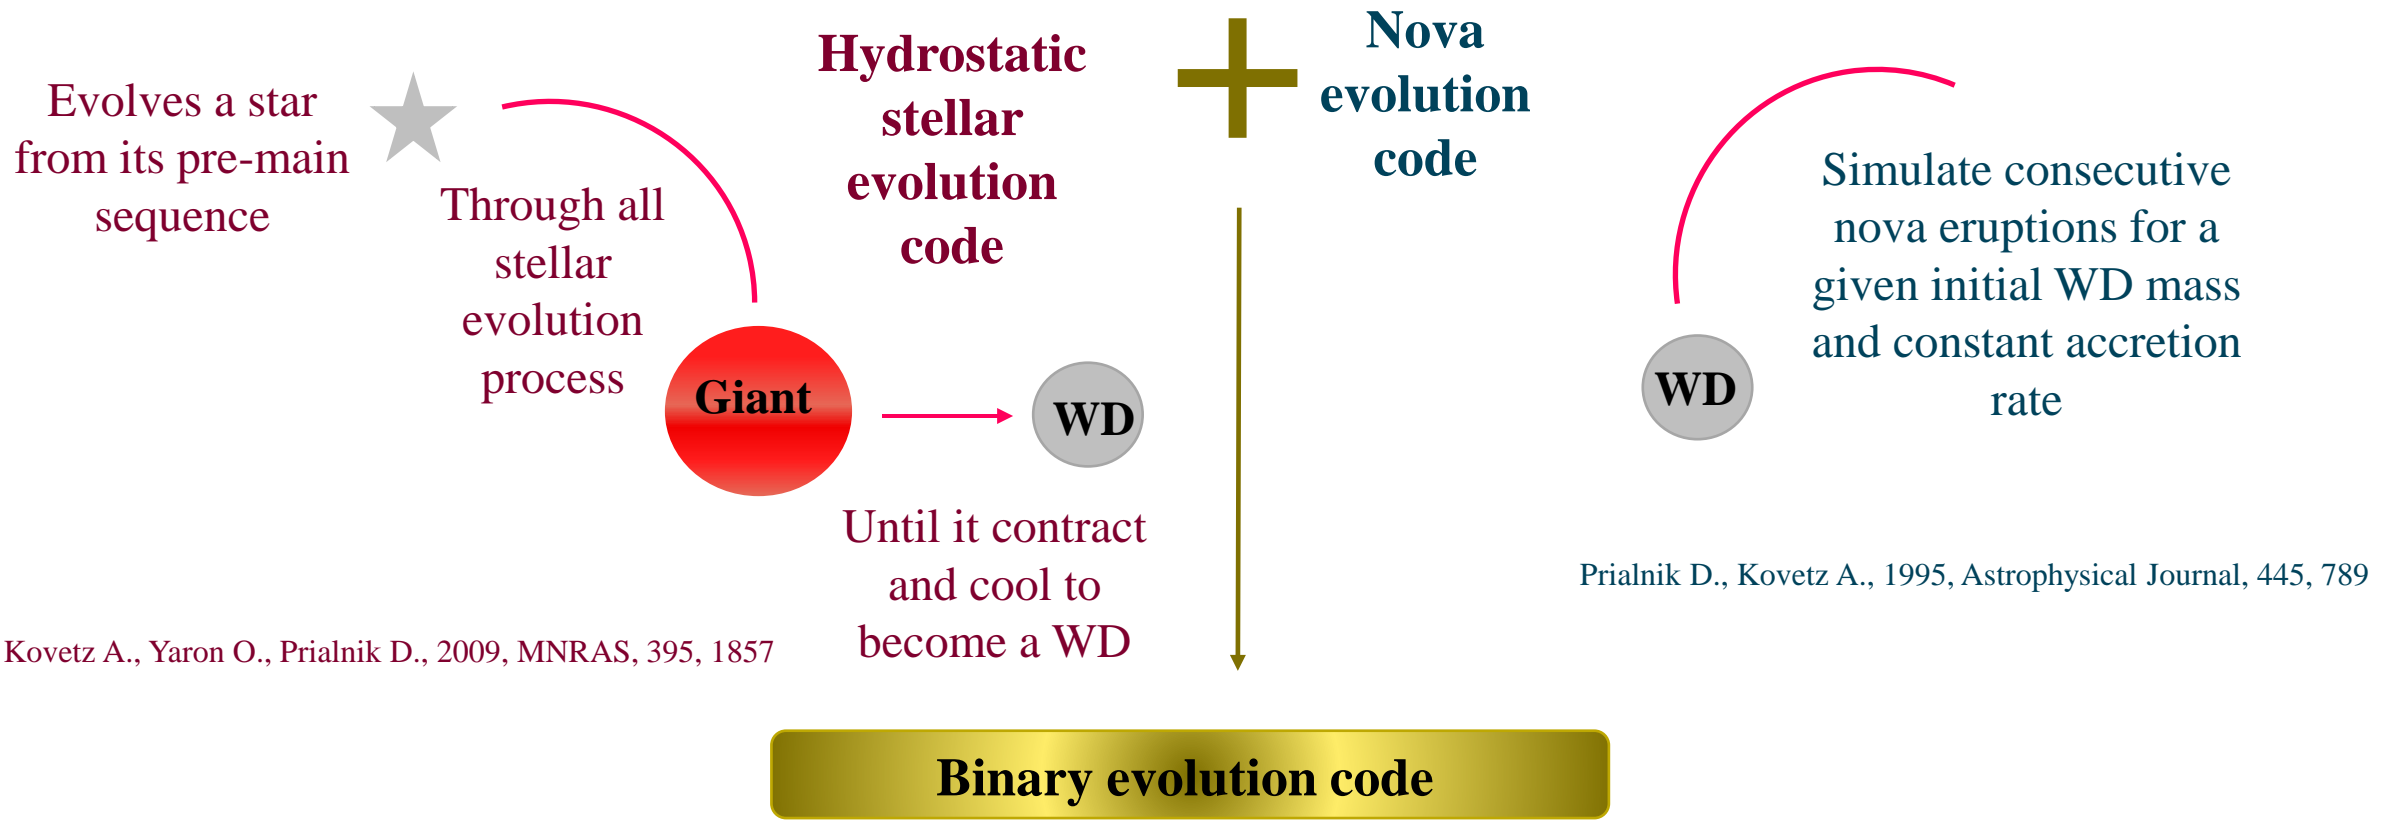 Evolves a star
from its pre-main
sequence
Through all
stellar
evolution
process
Giant
WD
Until it contract
and cool to
become a WD
Kovetz A., Yaron O., Prialnik D., 2009, MNRAS, 395, 1857
Hydrostatic
stellar
evolution
code
Nova
evolution
code
Simulate consecutive
nova eruptions for a
given initial WD mass
and constant accretion
rate
WD
Prialnik D., Kovetz A., 1995, Astrophysical Journal, 445, 789
Binary evolution code